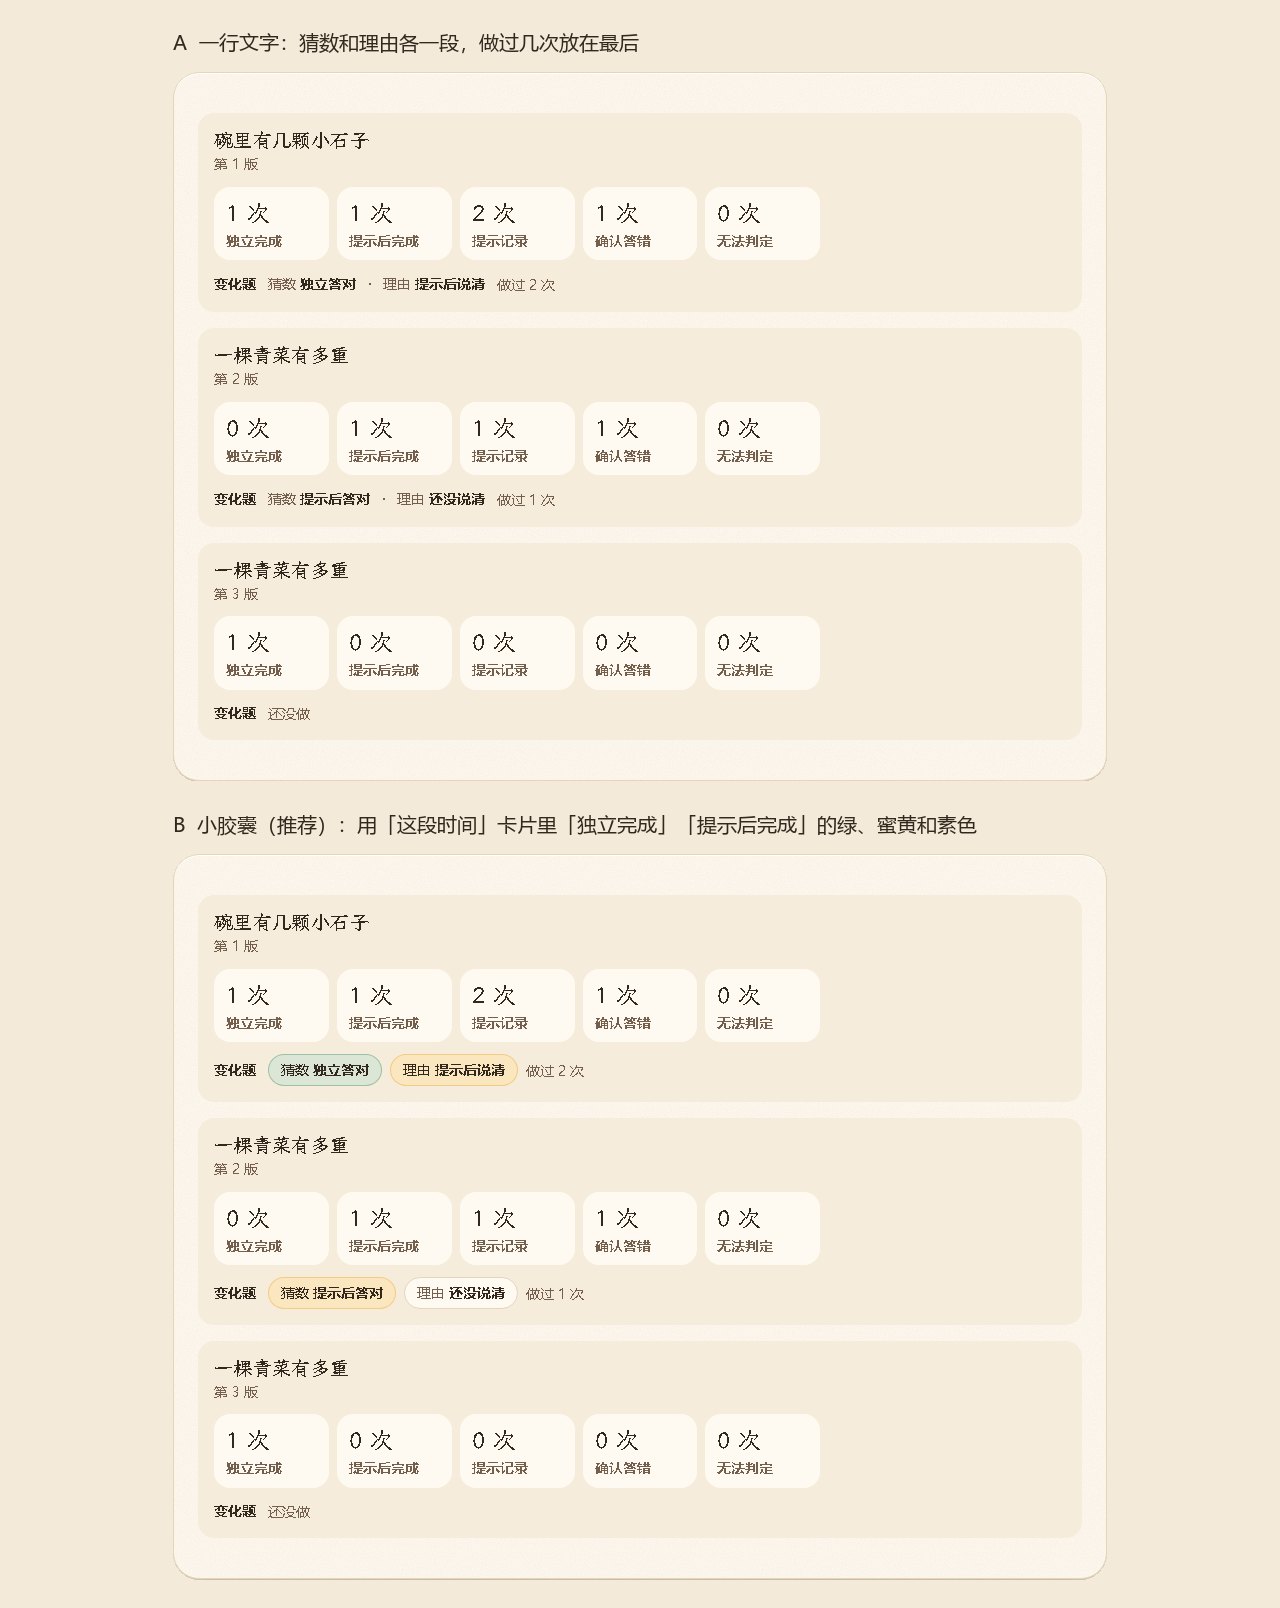 A 一行文字：猜数和理由各一段，做过几次放在最后
碗里有几颗小石子
第 1 版
1 次 1 次 2 次 1 次 0 次
独立完成 提示后完成 提示记录 确认答错 无法判定
变化题 猜数 独立答对 · 理由 提示后说清 做过 2 次
一棵青菜有多重
第 2 版
0 次 1 次 1 次 1 次 0 次
独立完成 提示后完成 提示记录 确认答错 无法判定
变化题 猜数 提示后答对 · 理由 还没说清 做过 1 次
一棵青菜有多重
第 3 版
1 次 0 次 0 次 0 次 0 次
独立完成 提示后完成 提示记录 确认答错 无法判定
变化题 还没做
B 小胶囊（推荐）：用「这段时间」卡片里「独立完成」「提示后完成」的绿、蜜黄和素色
碗里有几颗小石子
第 1 版
1 次 1 次 2 次 1 次 0 次
独立完成 提示后完成 提示记录 确认答错 无法判定
变化题 猜数 独立答对 理由 提示后说清 做过 2 次
一棵青菜有多重
第 2 版
0 次 1 次 1 次 1 次 0 次
独立完成 提示后完成 提示记录 确认答错 无法判定
变化题 猜数 提示后答对 理由 还没说清 做过 1 次
一棵青菜有多重
第 3 版
1 次 0 次 0 次 0 次 0 次
独立完成 提示后完成 提示记录 确认答错 无法判定
变化题 还没做